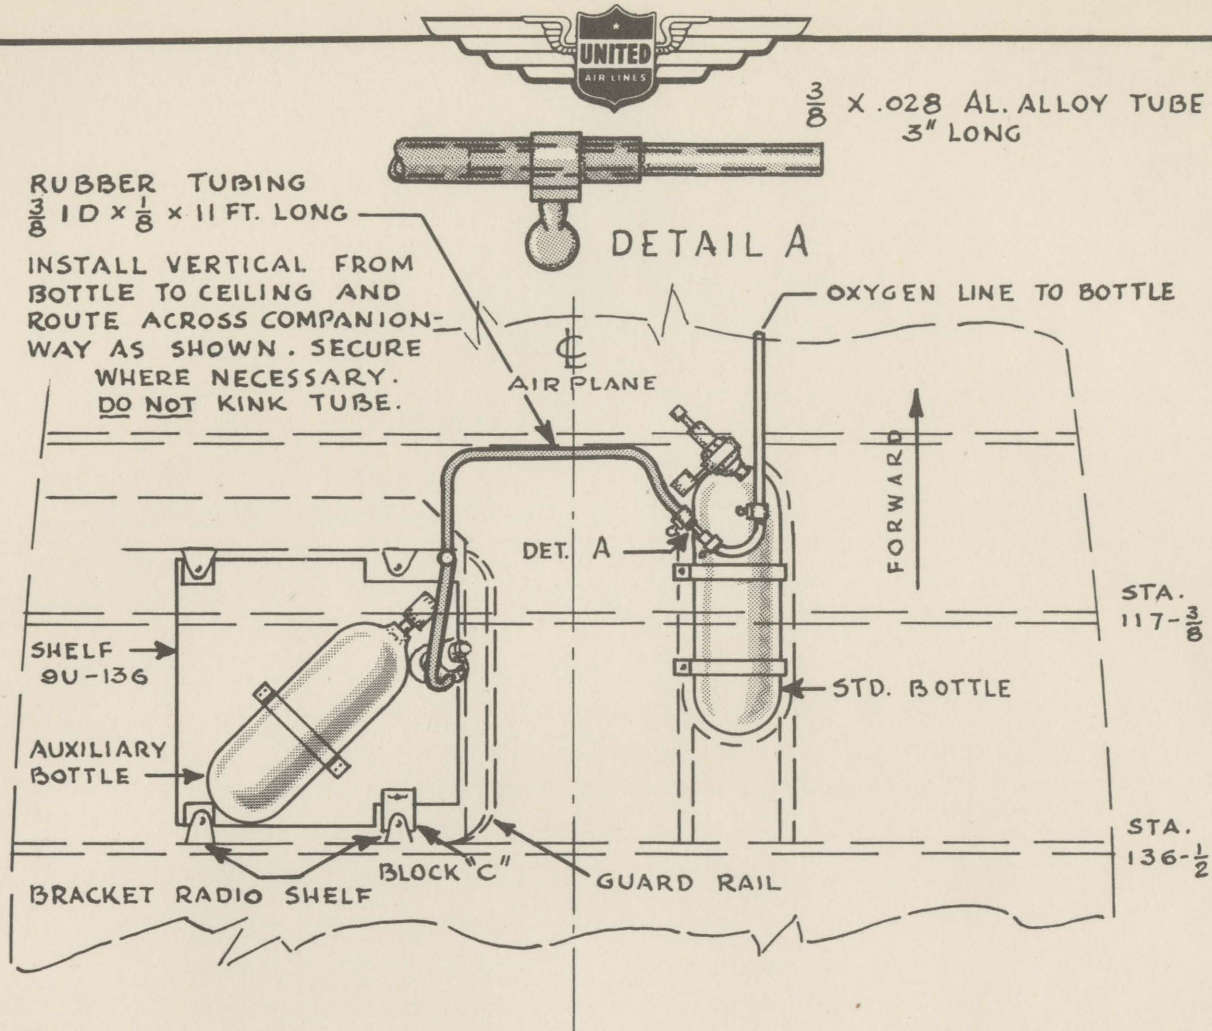 UNITED
AIR LINES
3/8 X .028 AL. ALLOY TUBE
3" LONG
RUBBER TUBING
3/8 ID X 1/8 X 11 FT. LONG
DETAIL A
INSTALL VERTICAL FROM
BOTTLE TO CEILING AND
ROUTE ACROSS COMPANION-
WAY AS SHOWN. SECURE
WHERE NECESSARY.
DO NOT KINK TUBE.
OXYGEN LINE TO BOTTLE
℄
AIRPLANE
FORWARD
DET. A
STA.
117-3/8
SHELF
9U-136
STD. BOTTLE
AUXILIARY
BOTTLE
STA.
136-1/2
BLOCK "C"
GUARD RAIL
BRACKET RADIO SHELF